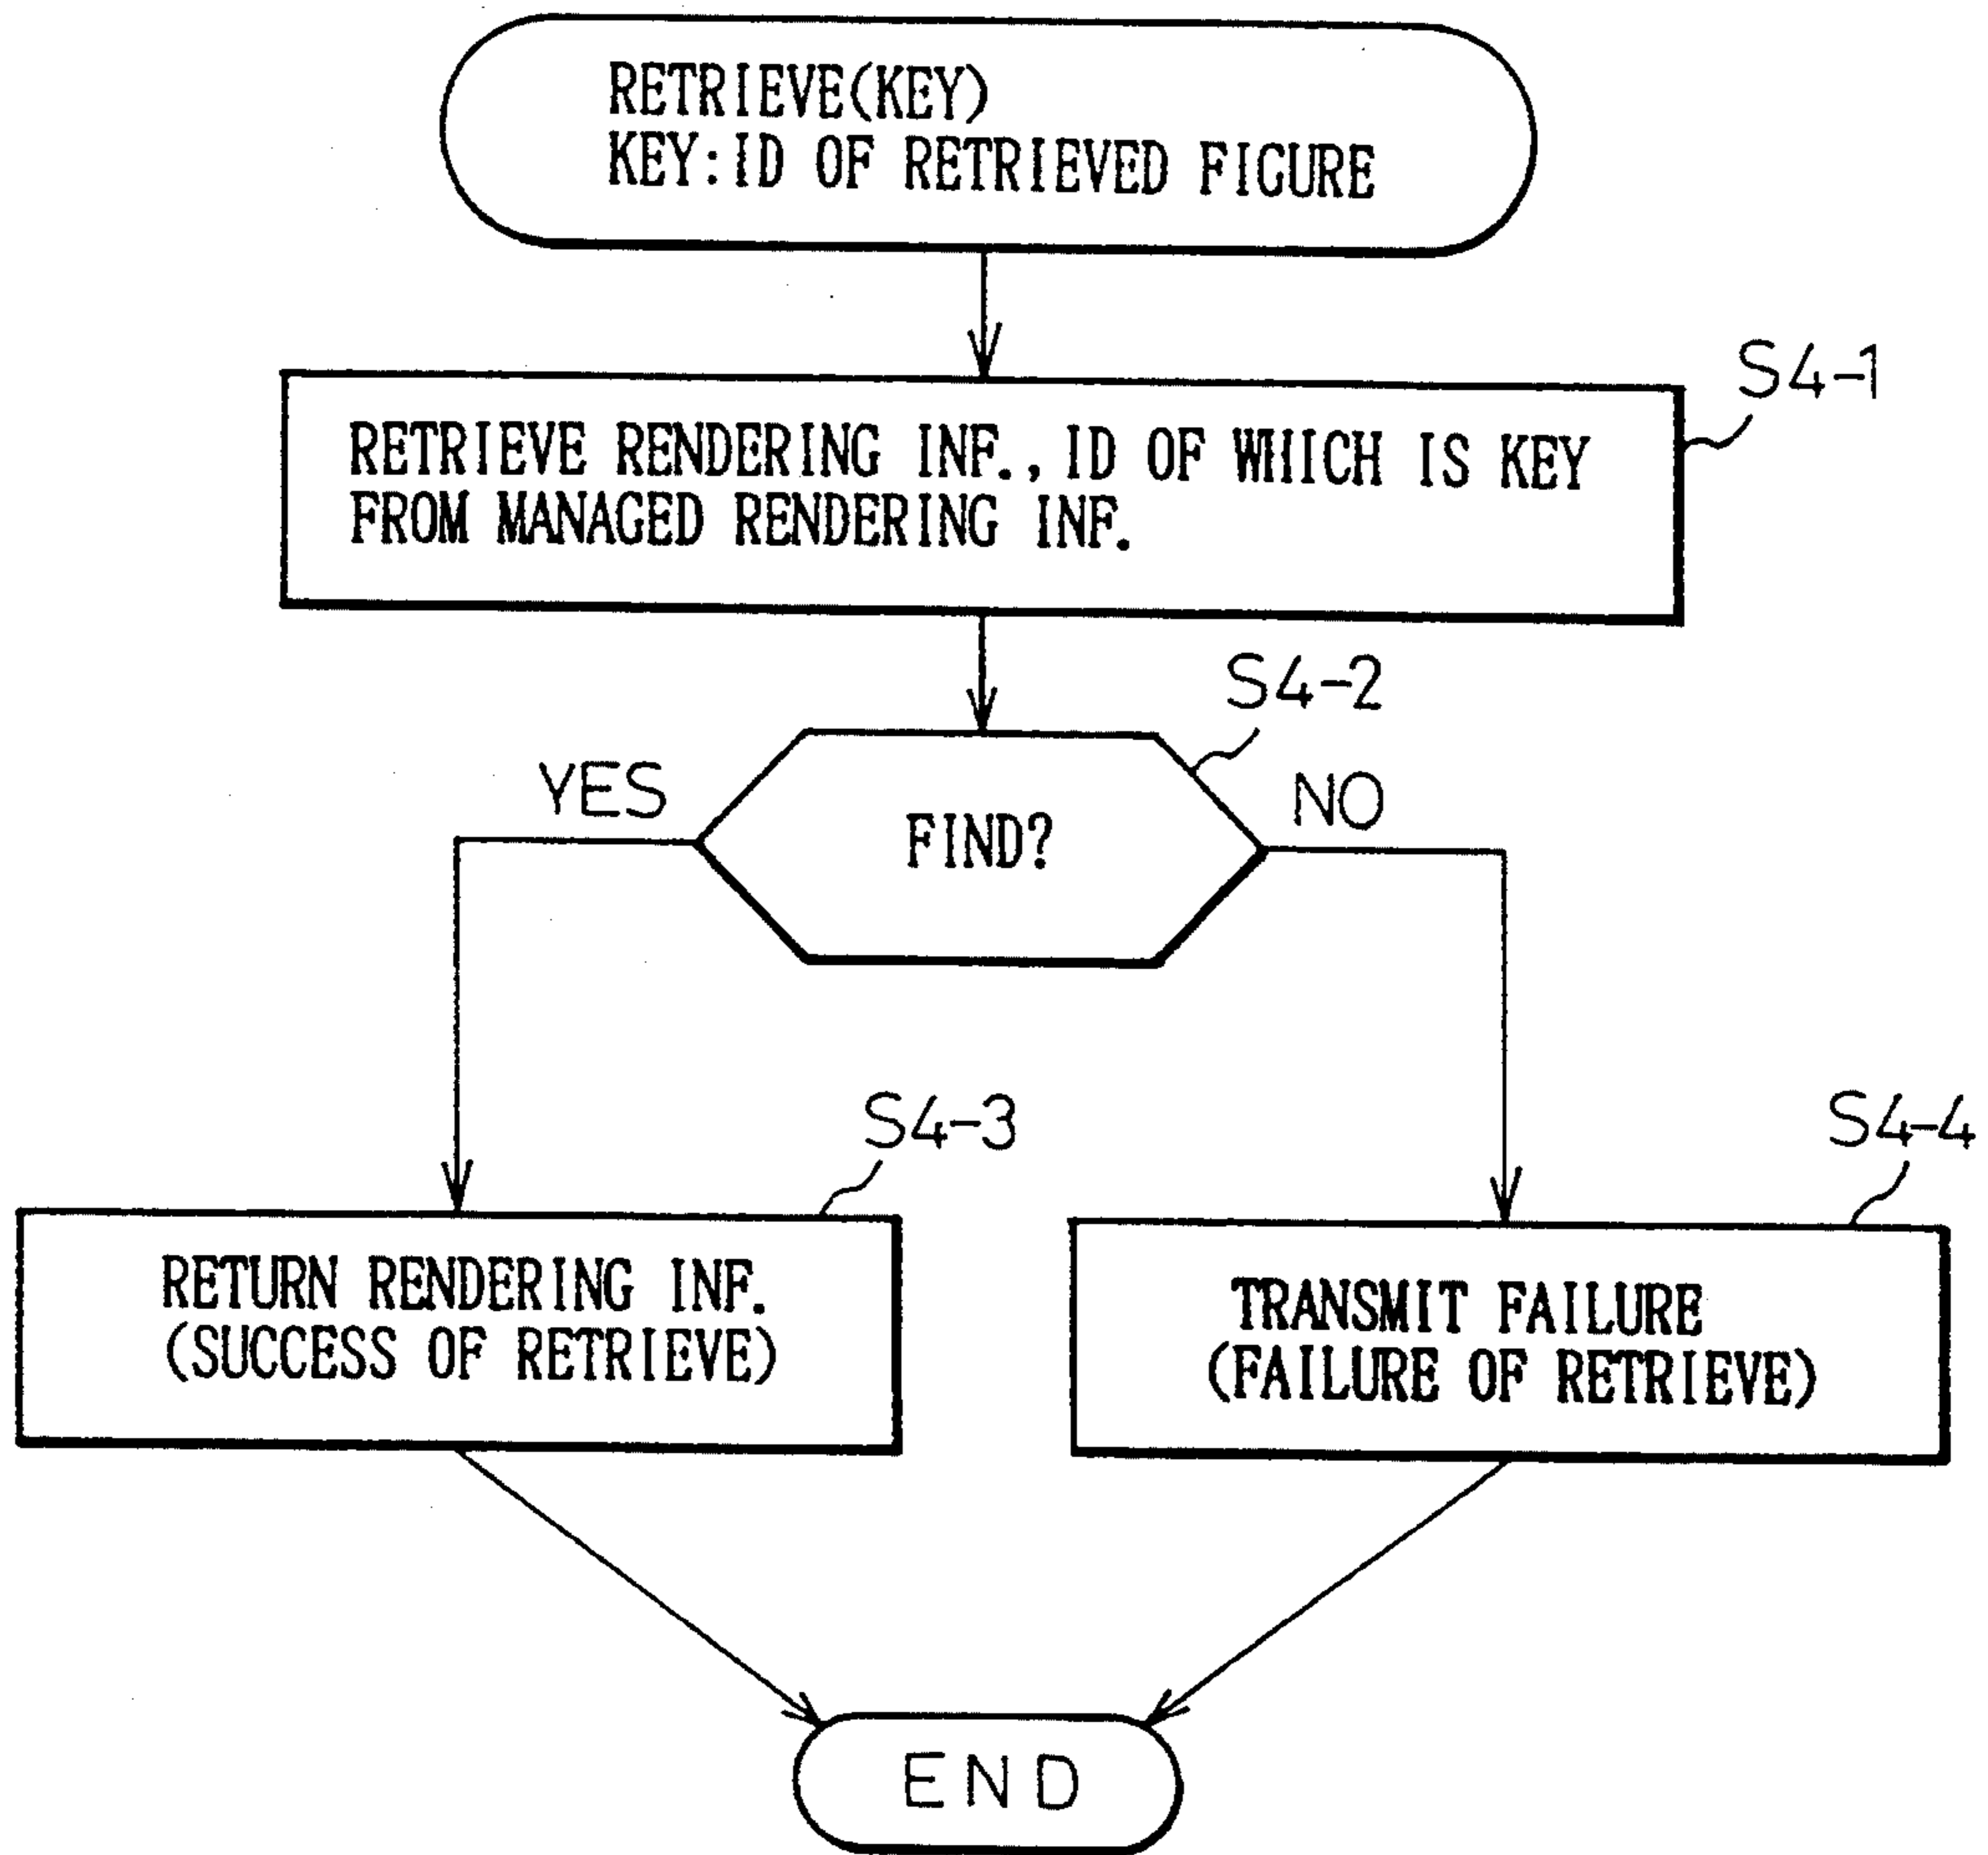 RETRIEVE(KEY)
KEY:ID OF RETRIEVED FIGURE
S4-1
RETRIEVE RENDERING INF., ID OF WHICH IS KEY
FROM MANAGED RENDERING INF.
S4-2
YES
NO
FIND?
S4-3
S4-4
RETURN RENDERING INF.
(SUCCESS OF RETRIEVE)
TRANSMIT FAILURE
(FAILURE OF RETRIEVE)
END